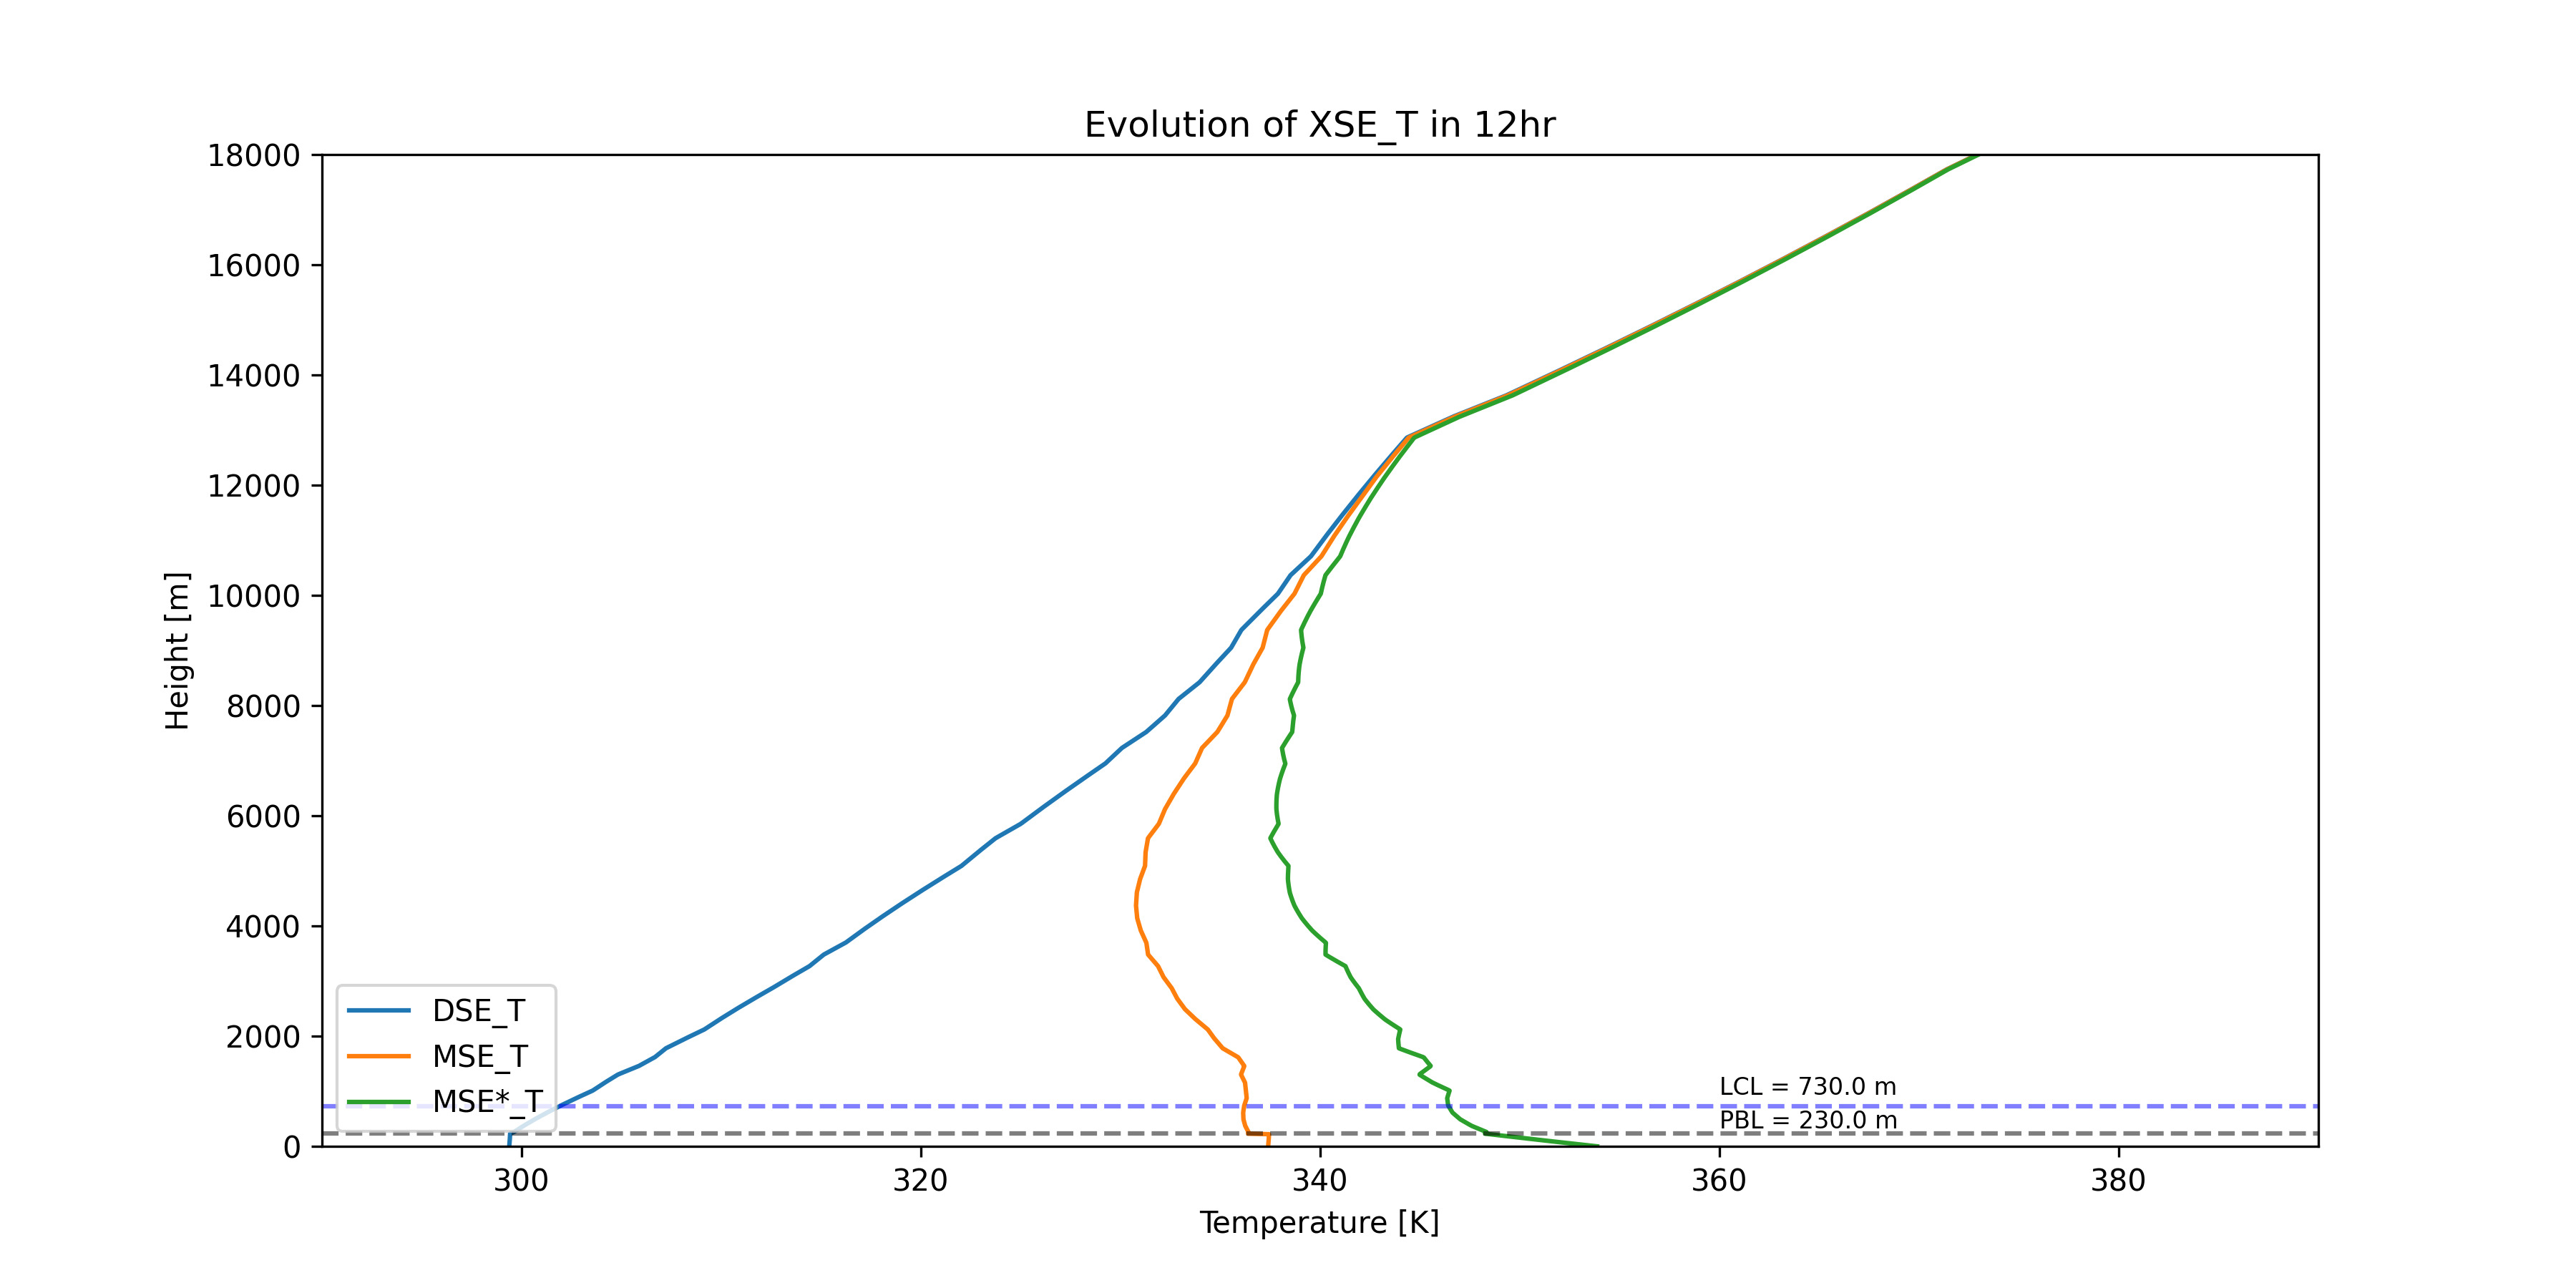 Evolution of XSE_T in 12hr
18000
16000
14000
12000
10000
8000
6000
4000
2000
0
Height [m]
DSE_T
MSE_T
MSE*_T
LCL = 730.0 m
PBL = 230.0 m
300 320 340 360 380
Temperature [K]